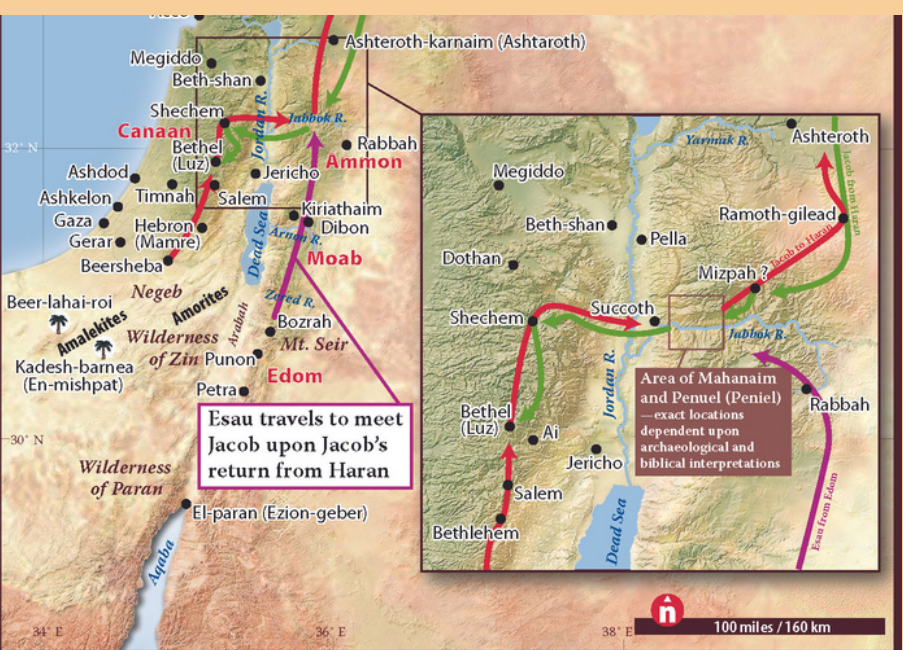 Ashteroth-karnaim (Ashtaroth)
Megiddo
Beth-shan
Shechem
Jabbok R.
Canaan
Jordan R.
32° N
Bethel
(Luz)
Rabbah
Ammon
Ashdod
Jericho
Timnah
Salem
Ashkelon
Kiriathaim
Gaza
Hebron
(Mamre)
Dibon
Gerar
Arnon R.
Dead Sea
Moab
Beersheba
Negeb
Zered R.
Beer-lahai-roi
Amorites
Amalekites
Arabah
Bozrah
Wilderness
of Zin
Mt. Seir
Punon
Kadesh-barnea
(En-mishpat)
Edom
Petra
Esau travels to meet
Jacob upon Jacob's
return from Haran
30° N
Wilderness
of Paran
El-paran (Ezion-geber)
Aqaba
34° E
36° E
38° E
Ashteroth
Yarmuk R.
Jacob from Haran
Megiddo
Ramoth-gilead
Beth-shan
Pella
Jacob to Haran
Dothan
Mizpah ?
Succoth
Shechem
Jabbok R.
Jordan R.
Area of Mahanaim
and Penuel (Peniel)
—exact locations
dependent upon
archaeological and
biblical interpretations
Rabbah
Bethel
(Luz)
Ai
Jericho
Salem
Esau from Edom
Bethlehem
Dead Sea
n
100 miles / 160 km